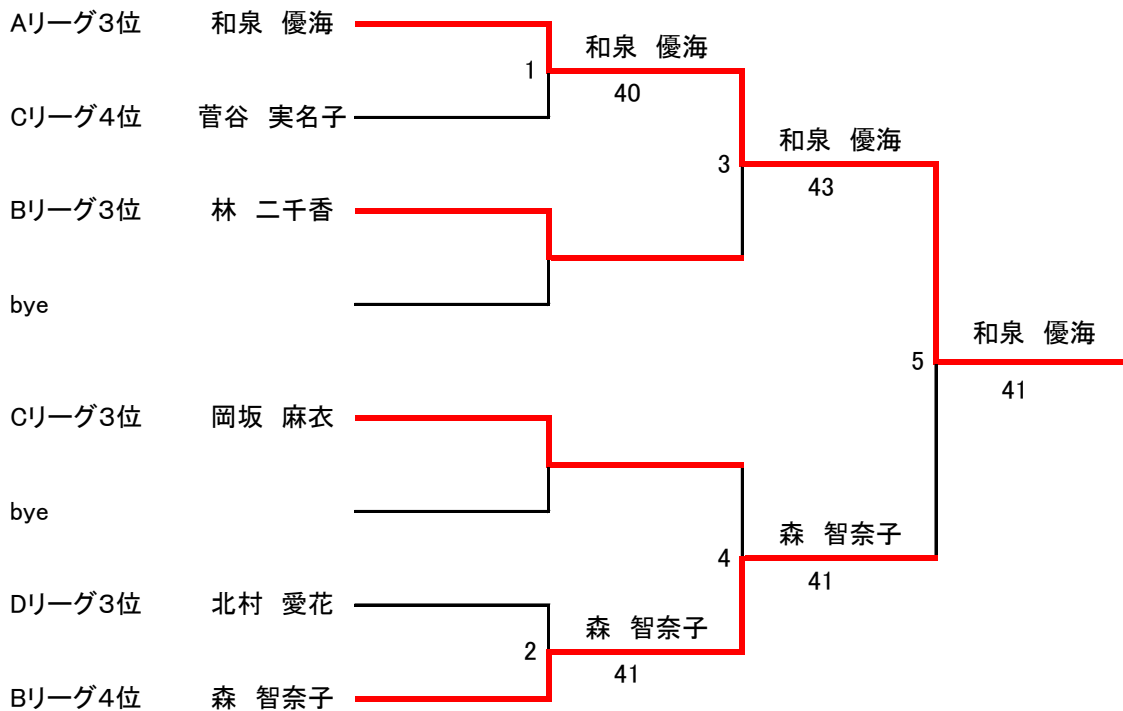 Aリーグ3位 和泉 優海
和泉 優海
1
40
Cリーグ4位 菅谷 実名子
和泉 優海
3
43
Bリーグ3位 林 二千香
bye
和泉 優海
5
41
Cリーグ3位 岡坂 麻衣
bye
森 智奈子
4
41
Dリーグ3位 北村 愛花
森 智奈子
2
41
Bリーグ4位 森 智奈子